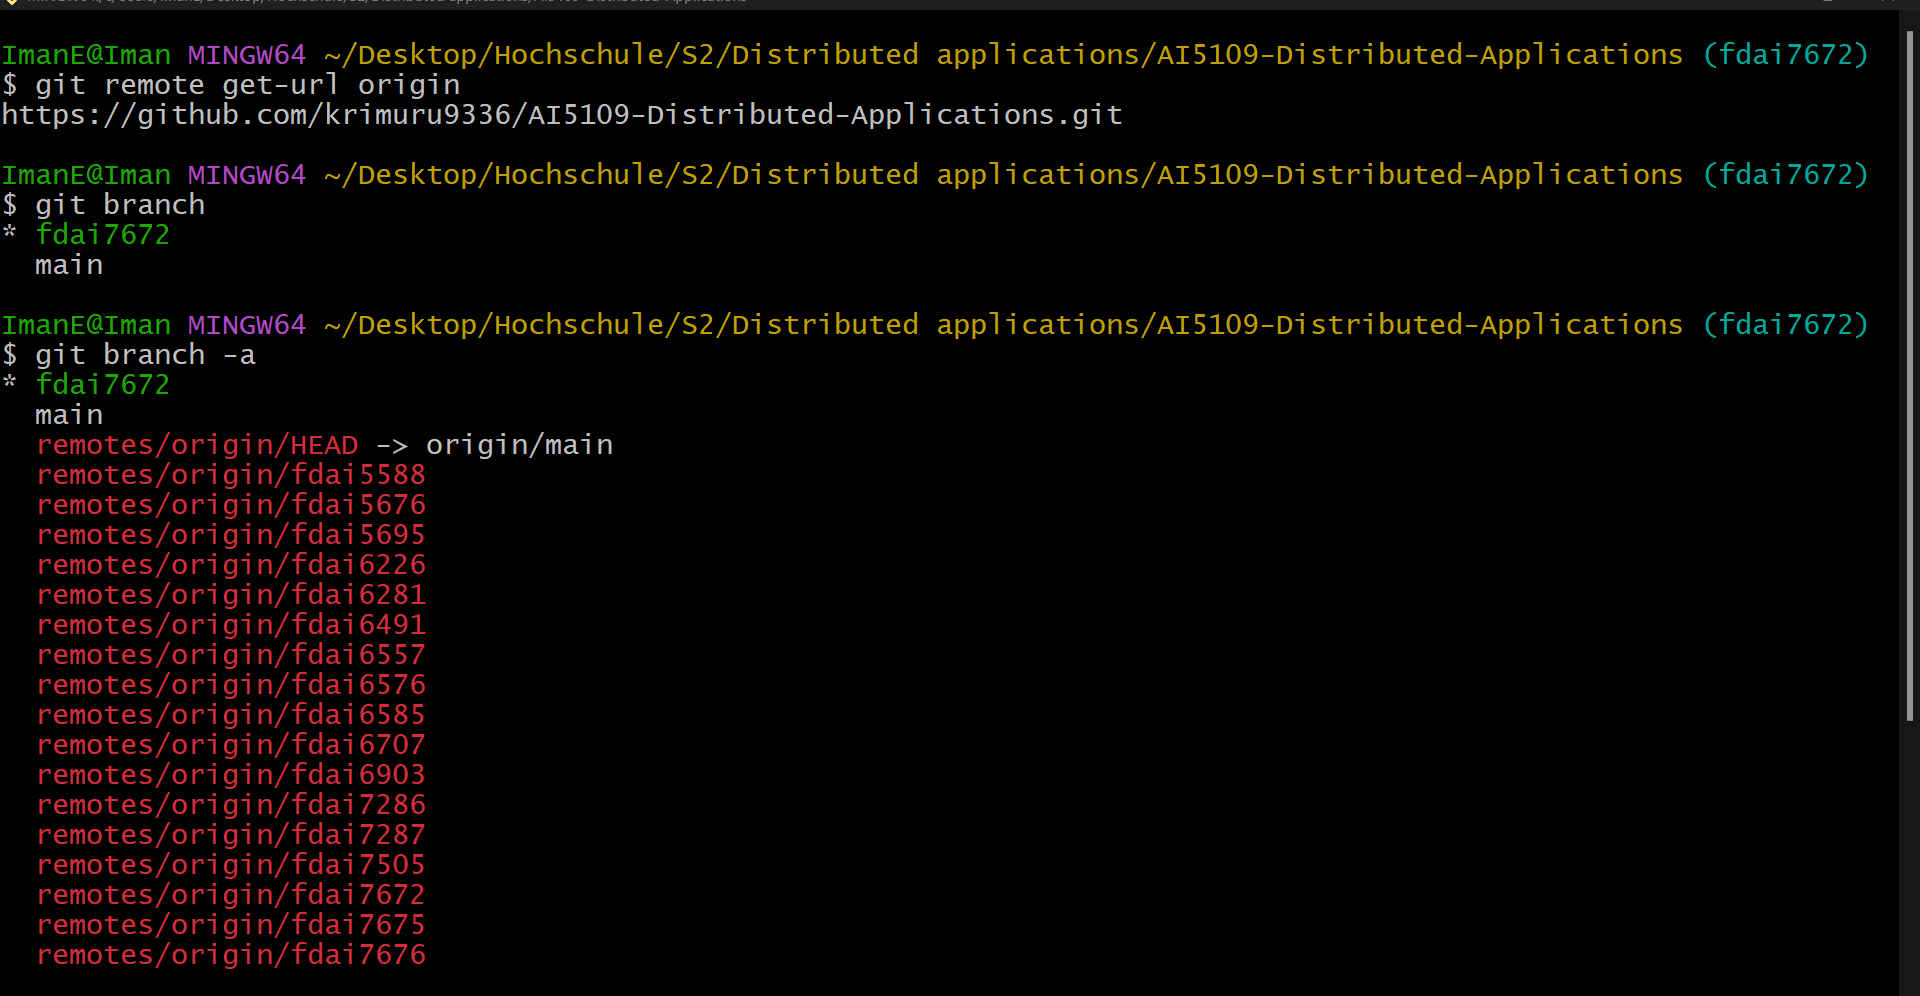 ImanE@Iman MINGW64 ~/Desktop/Hochschule/S2/Distributed applications/AI5109-Distributed-Applications (fdai7672)
$ git remote get-url origin
https://github.com/krimuru9336/AI5109-Distributed-Applications.git
ImanE@Iman MINGW64 ~/Desktop/Hochschule/S2/Distributed applications/AI5109-Distributed-Applications (fdai7672)
$ git branch
* fdai7672
main
ImanE@Iman MINGW64 ~/Desktop/Hochschule/S2/Distributed applications/AI5109-Distributed-Applications (fdai7672)
$ git branch -a
* fdai7672
main
remotes/origin/HEAD -> origin/main
remotes/origin/fdai5588
remotes/origin/fdai5676
remotes/origin/fdai5695
remotes/origin/fdai6226
remotes/origin/fdai6281
remotes/origin/fdai6491
remotes/origin/fdai6557
remotes/origin/fdai6576
remotes/origin/fdai6585
remotes/origin/fdai6707
remotes/origin/fdai6903
remotes/origin/fdai7286
remotes/origin/fdai7287
remotes/origin/fdai7505
remotes/origin/fdai7672
remotes/origin/fdai7675
remotes/origin/fdai7676